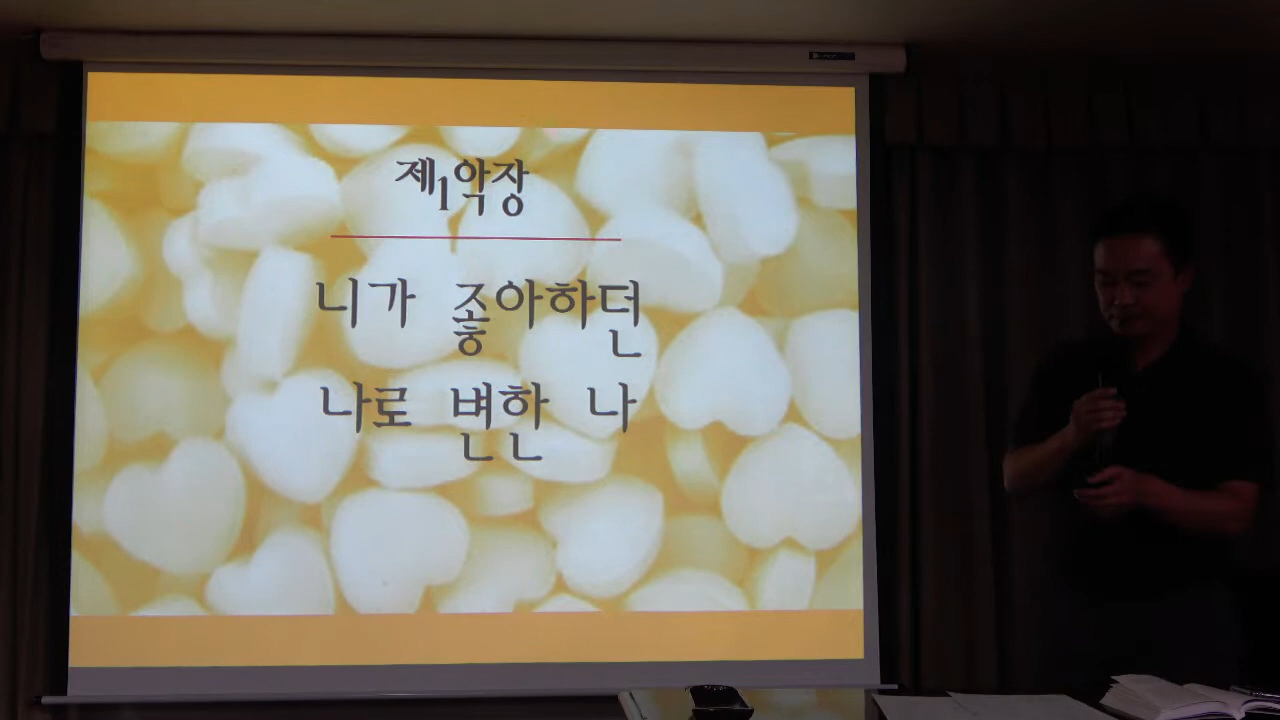 제1악장
니가 좋아하던
나로 변한 나